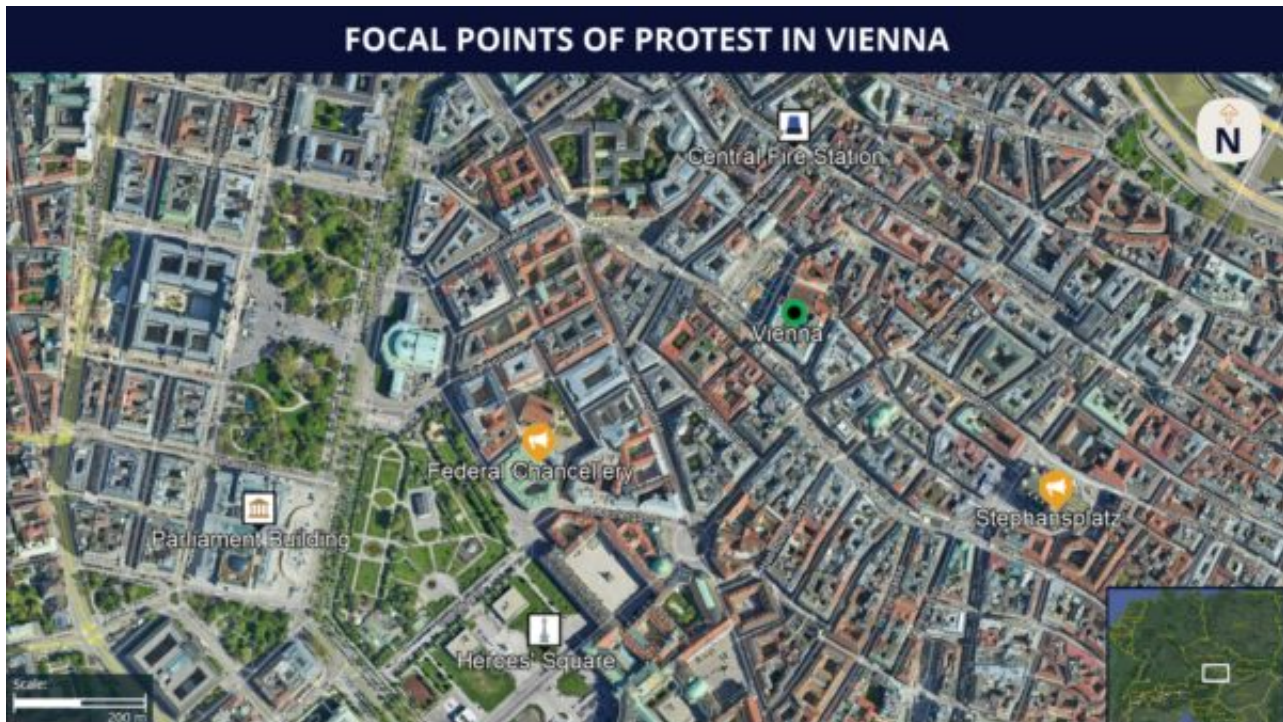 FOCAL POINTS OF PROTEST IN VIENNA
N
Central Fire Station
Vienna
Federal Chancellery
Stephansplatz
Parliament Building
Heroes' Square
Scale:
200 m